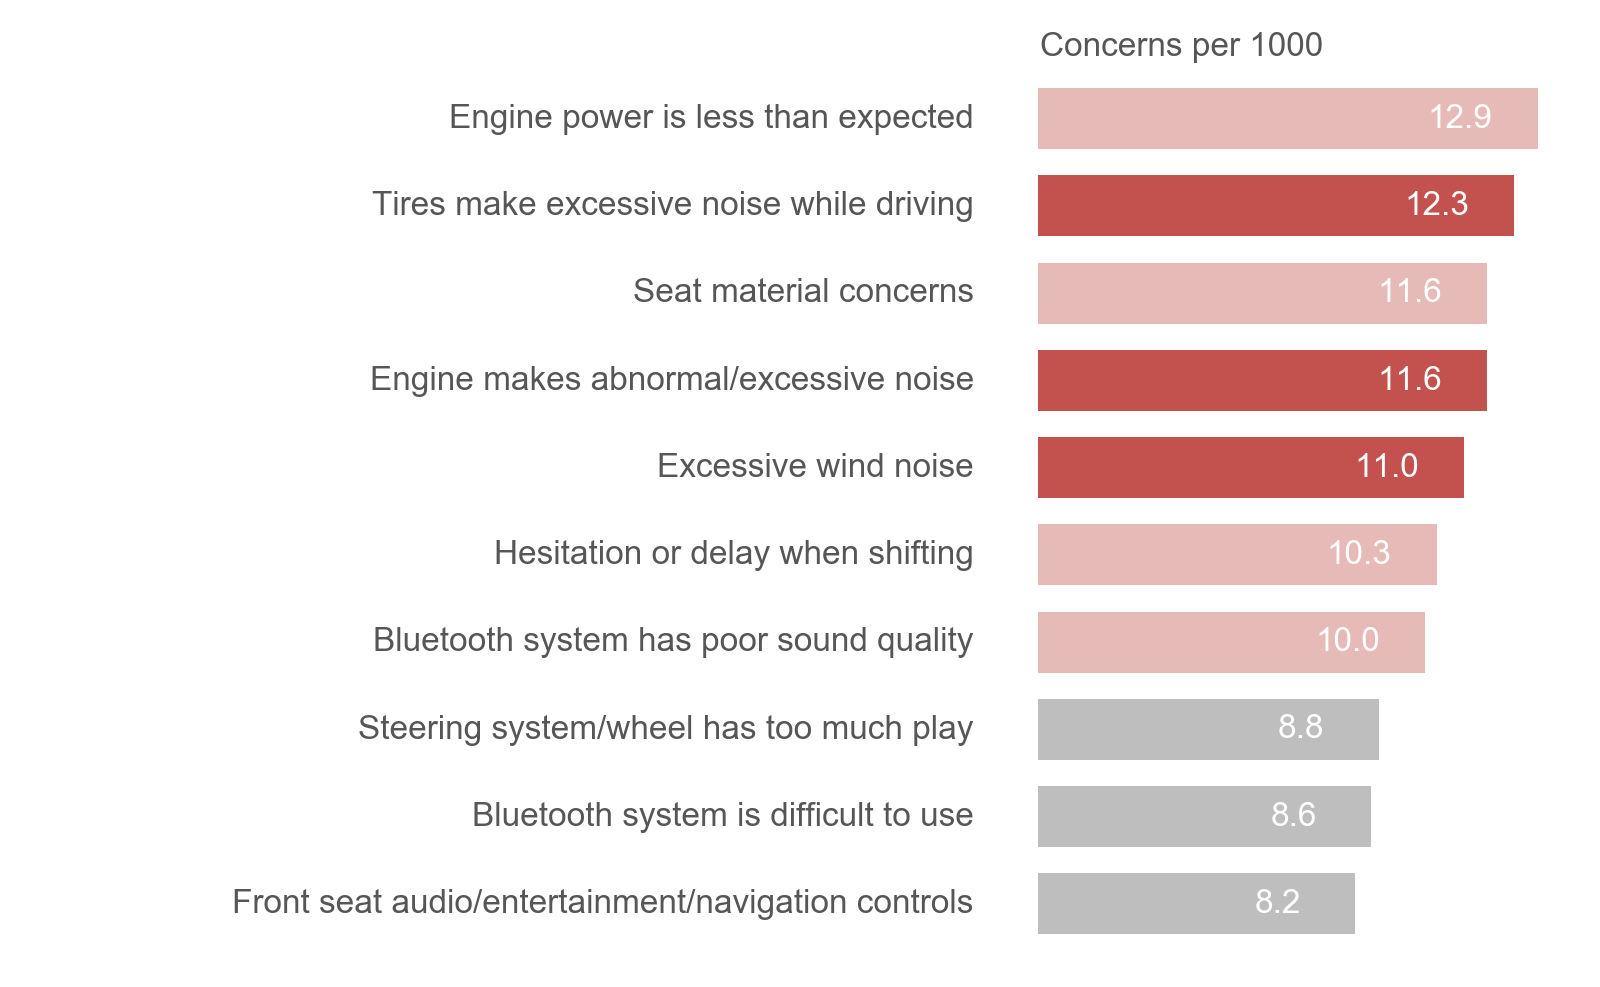 Concerns per 1000
Engine power is less than expected 12.9
Tires make excessive noise while driving 12.3
Seat material concerns 11.6
Engine makes abnormal/excessive noise 11.6
Excessive wind noise 11.0
Hesitation or delay when shifting 10.3
Bluetooth system has poor sound quality 10.0
Steering system/wheel has too much play 8.8
Bluetooth system is difficult to use 8.6
Front seat audio/entertainment/navigation controls 8.2